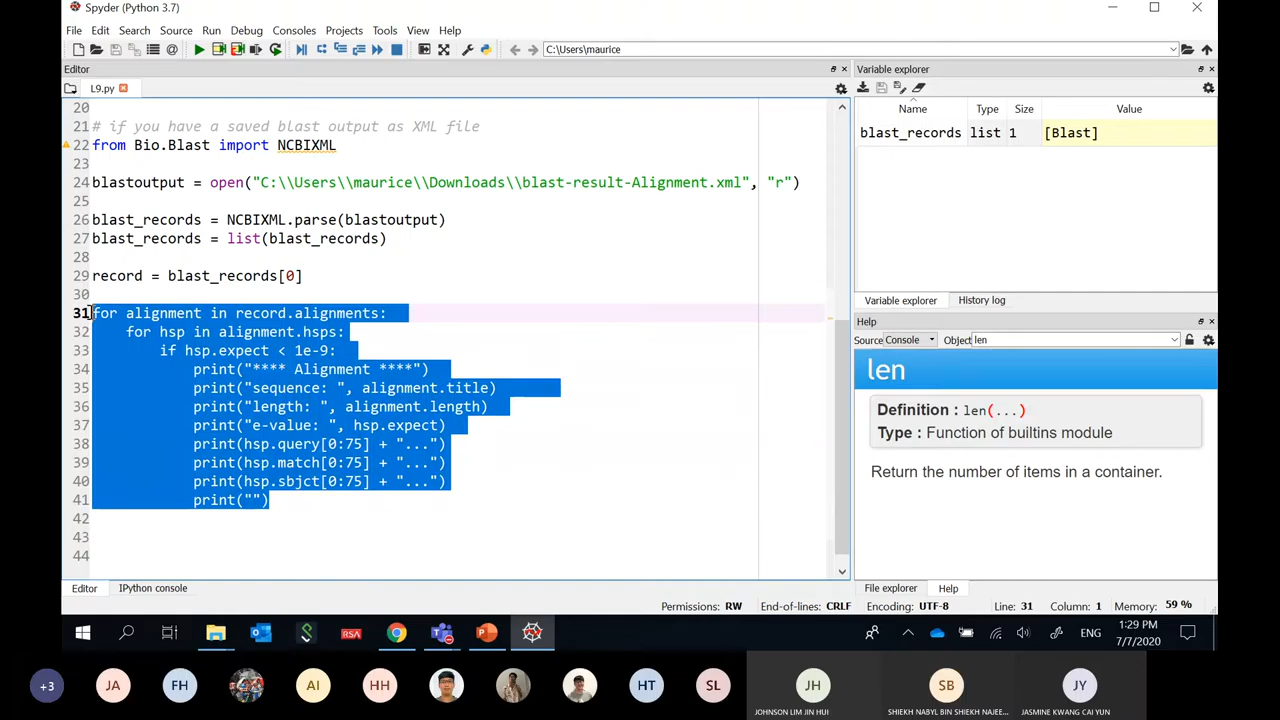 Spyder (Python 3.7)
File Edit Search Source Run Debug Consoles Projects Tools View Help
C:\Users\maurice
Editor
L9.py
20
21 # if you have a saved blast output as XML file
22 from Bio.Blast import NCBIXML
23
24 blastoutput = open("C:\\Users\\maurice\\Downloads\\blast-result-Alignment.xml", "r")
25
26 blast_records = NCBIXML.parse(blastoutput)
27 blast_records = list(blast_records)
28
29 record = blast_records[0]
30
31 for alignment in record.alignments:
32 for hsp in alignment.hsps:
33 if hsp.expect < 1e-9:
34 print("**** Alignment ****")
35 print("sequence: ", alignment.title)
36 print("length: ", alignment.length)
37 print("e-value: ", hsp.expect)
38 print(hsp.query[0:75] + "...")
39 print(hsp.match[0:75] + "...")
40 print(hsp.sbjct[0:75] + "...")
41 print("")
42
43
44
Editor IPython console
Variable explorer
Name Type Size Value
blast_records list 1 [Blast]
Variable explorer History log
Help
Source Console Object len
len
Definition : len(...)
Type : Function of builtins module
Return the number of items in a container.
File explorer Help
Permissions: RW End-of-lines: CRLF Encoding: UTF-8 Line: 31 Column: 1 Memory: 59 %
RSA
ENG
1:29 PM
7/7/2020
+3 JA FH AI HH HT SL JH SB JY
JOHNSON LIM JIN HUI SHIEKH NABYL BIN SHIEKH NAJEE... JASMINE KWANG CAI YUN